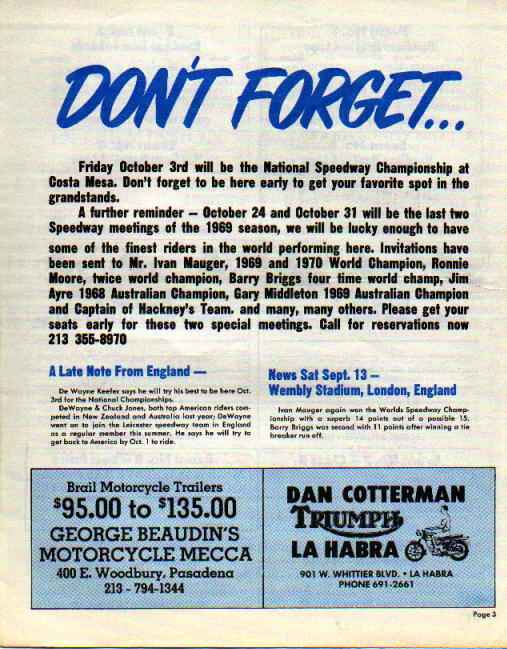 DON'T FORGET...
Friday October 3rd will be the National Speedway Championship at
Costa Mesa. Don't forget to be here early to get your favorite spot in the
grandstands.
A further reminder — October 24 and October 31 will be the last two
Speedway meetings of the 1969 season, we will be lucky enough to have
some of the finest riders in the world performing here. Invitations have
been sent to Mr. Ivan Mauger, 1969 and 1970 World Champion, Ronnie
Moore, twice world champion, Barry Briggs four time world champ, Jim
Ayre 1968 Australian Champion, Gary Middleton 1969 Australian Champion
and Captain of Hackney's Team. and many, many others. Please get your
seats early for these two special meetings. Call for reservations now
213 355-8970
A Late Note From England —
De Wayne Keefer says he will try his best to be here Oct.
3rd for the National Championships.
DeWayne & Chuck Jones, both top American riders com-
peted in New Zealand and Australia last year; DeWayne
went on to join the Leicester speedway team in England
as a regular member this summer. He says he will try to
get back to America by Oct. 1 to ride.
News Sat Sept. 13 —
Wembly Stadium, London, England
Ivan Mauger again won the Worlds Speedway Champ-
ionship with a superb 14 points out of a possible 15.
Barry Briggs was second with 11 points after winning a tie
breaker run off.
Brail Motorcycle Trailers
$95.00 to $135.00
GEORGE BEAUDIN'S
MOTORCYCLE MECCA
400 E. Woodbury, Pasadena
213 - 794-1344
DAN COTTERMAN
TRIUMPH
LA HABRA
901 W. WHITTIER BLVD. • LA HABRA
PHONE 691-2661
Page 3